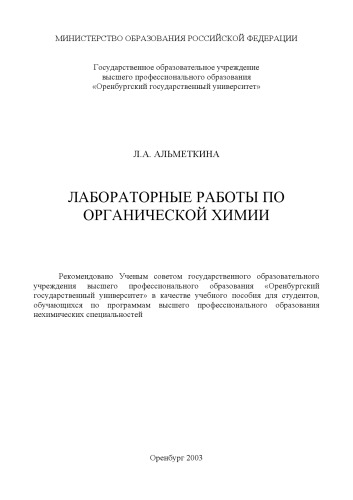 МИНИСТЕРСТВО ОБРАЗОВАНИЯ РОССИЙСКОЙ ФЕДЕРАЦИИ
Государственное образовательное учреждение
высшего профессионального образования
«Оренбургский государственный университет»
Л.А. АЛЬМЕТКИНА
ЛАБОРАТОРНЫЕ РАБОТЫ ПО
ОРГАНИЧЕСКОЙ ХИМИИ
Рекомендовано Ученым советом государственного образовательного
учреждения высшего профессионального образования «Оренбургский
государственный университет» в качестве учебного пособия для студентов,
обучающихся по программам высшего профессионального образования
нехимических специальностей
Оренбург 2003